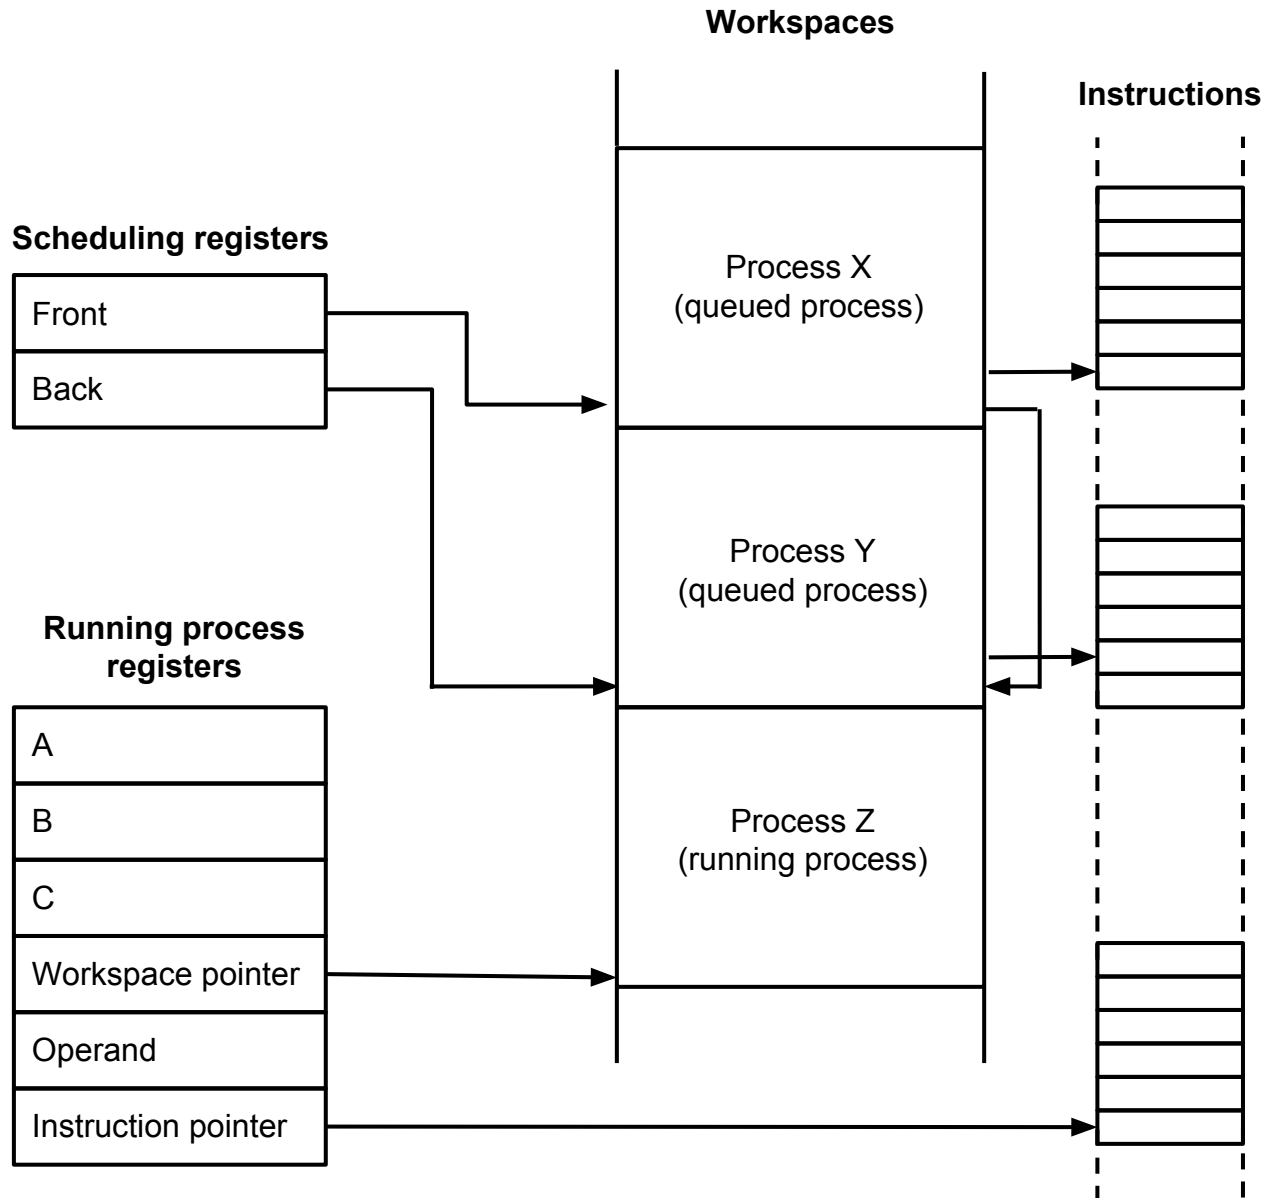 Workspaces
Instructions
Scheduling registers
Front
Back
Process X
(queued process)
Process Y
(queued process)
Running process
registers
A
B
C
Workspace pointer
Operand
Instruction pointer
Process Z
(running process)